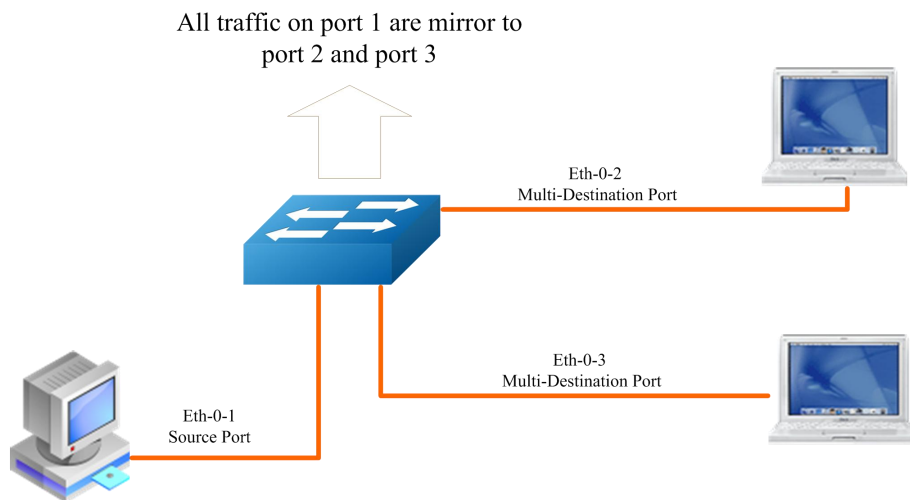 All traffic on port 1 are mirror to
port 2 and port 3
Eth-0-2
Multi-Destination Port
Eth-0-3
Multi-Destination Port
Eth-0-1
Source Port